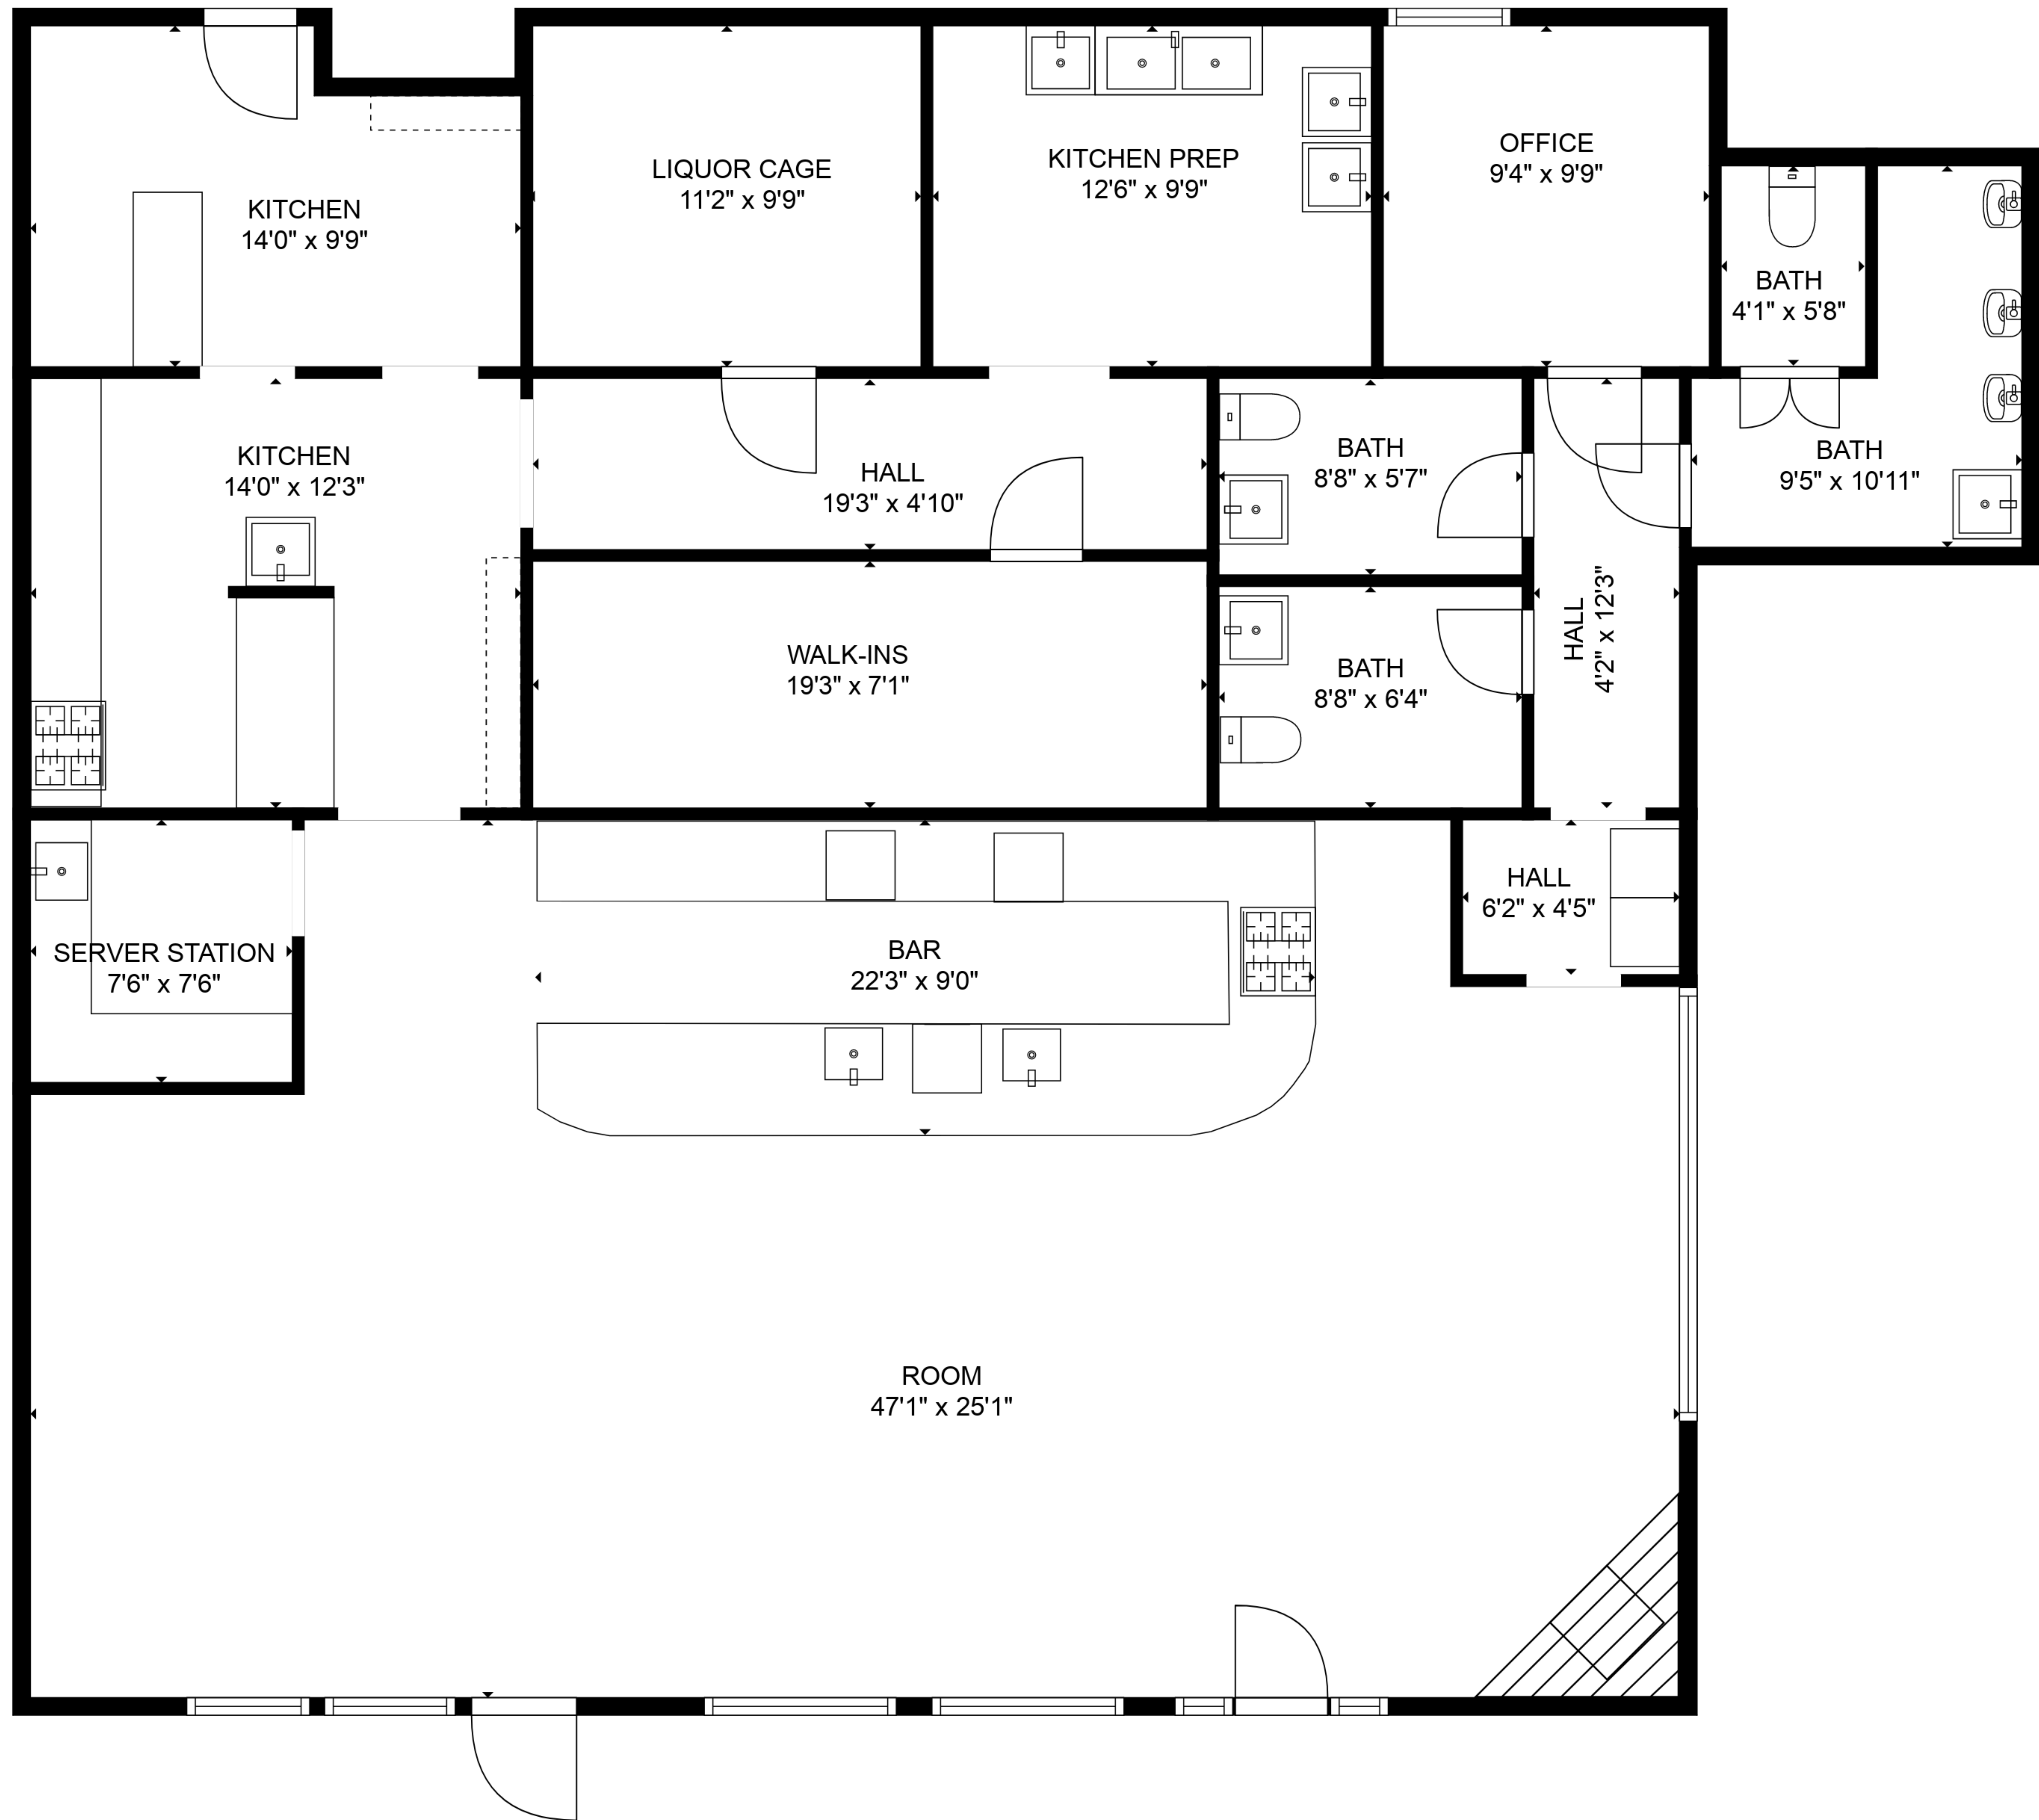 KITCHEN
14'0" x 9'9"
LIQUOR CAGE
11'2" x 9'9"
KITCHEN PREP
12'6" x 9'9"
OFFICE
9'4" x 9'9"
BATH
4'1" x 5'8"
KITCHEN
14'0" x 12'3"
HALL
19'3" x 4'10"
BATH
8'8" x 5'7"
BATH
9'5" x 10'11"
HALL
4'2" x 12'3"
WALK-INS
19'3" x 7'1"
BATH
8'8" x 6'4"
HALL
6'2" x 4'5"
SERVER STATION
7'6" x 7'6"
BAR
22'3" x 9'0"
ROOM
47'1" x 25'1"